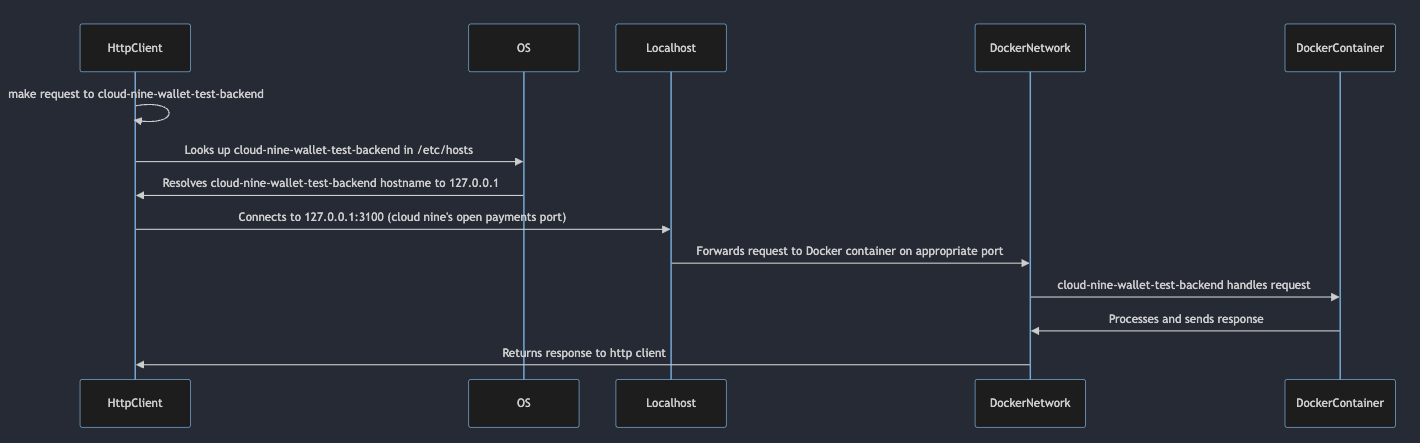 HttpClient
OS
Localhost
DockerNetwork
DockerContainer
make request to cloud-nine-wallet-test-backend
Looks up cloud-nine-wallet-test-backend in /etc/hosts
Resolves cloud-nine-wallet-test-backend hostname to 127.0.0.1
Connects to 127.0.0.1:3100 (cloud nine's open payments port)
Forwards request to Docker container on appropriate port
cloud-nine-wallet-test-backend handles request
Processes and sends response
Returns response to http client
HttpClient
OS
Localhost
DockerNetwork
DockerContainer